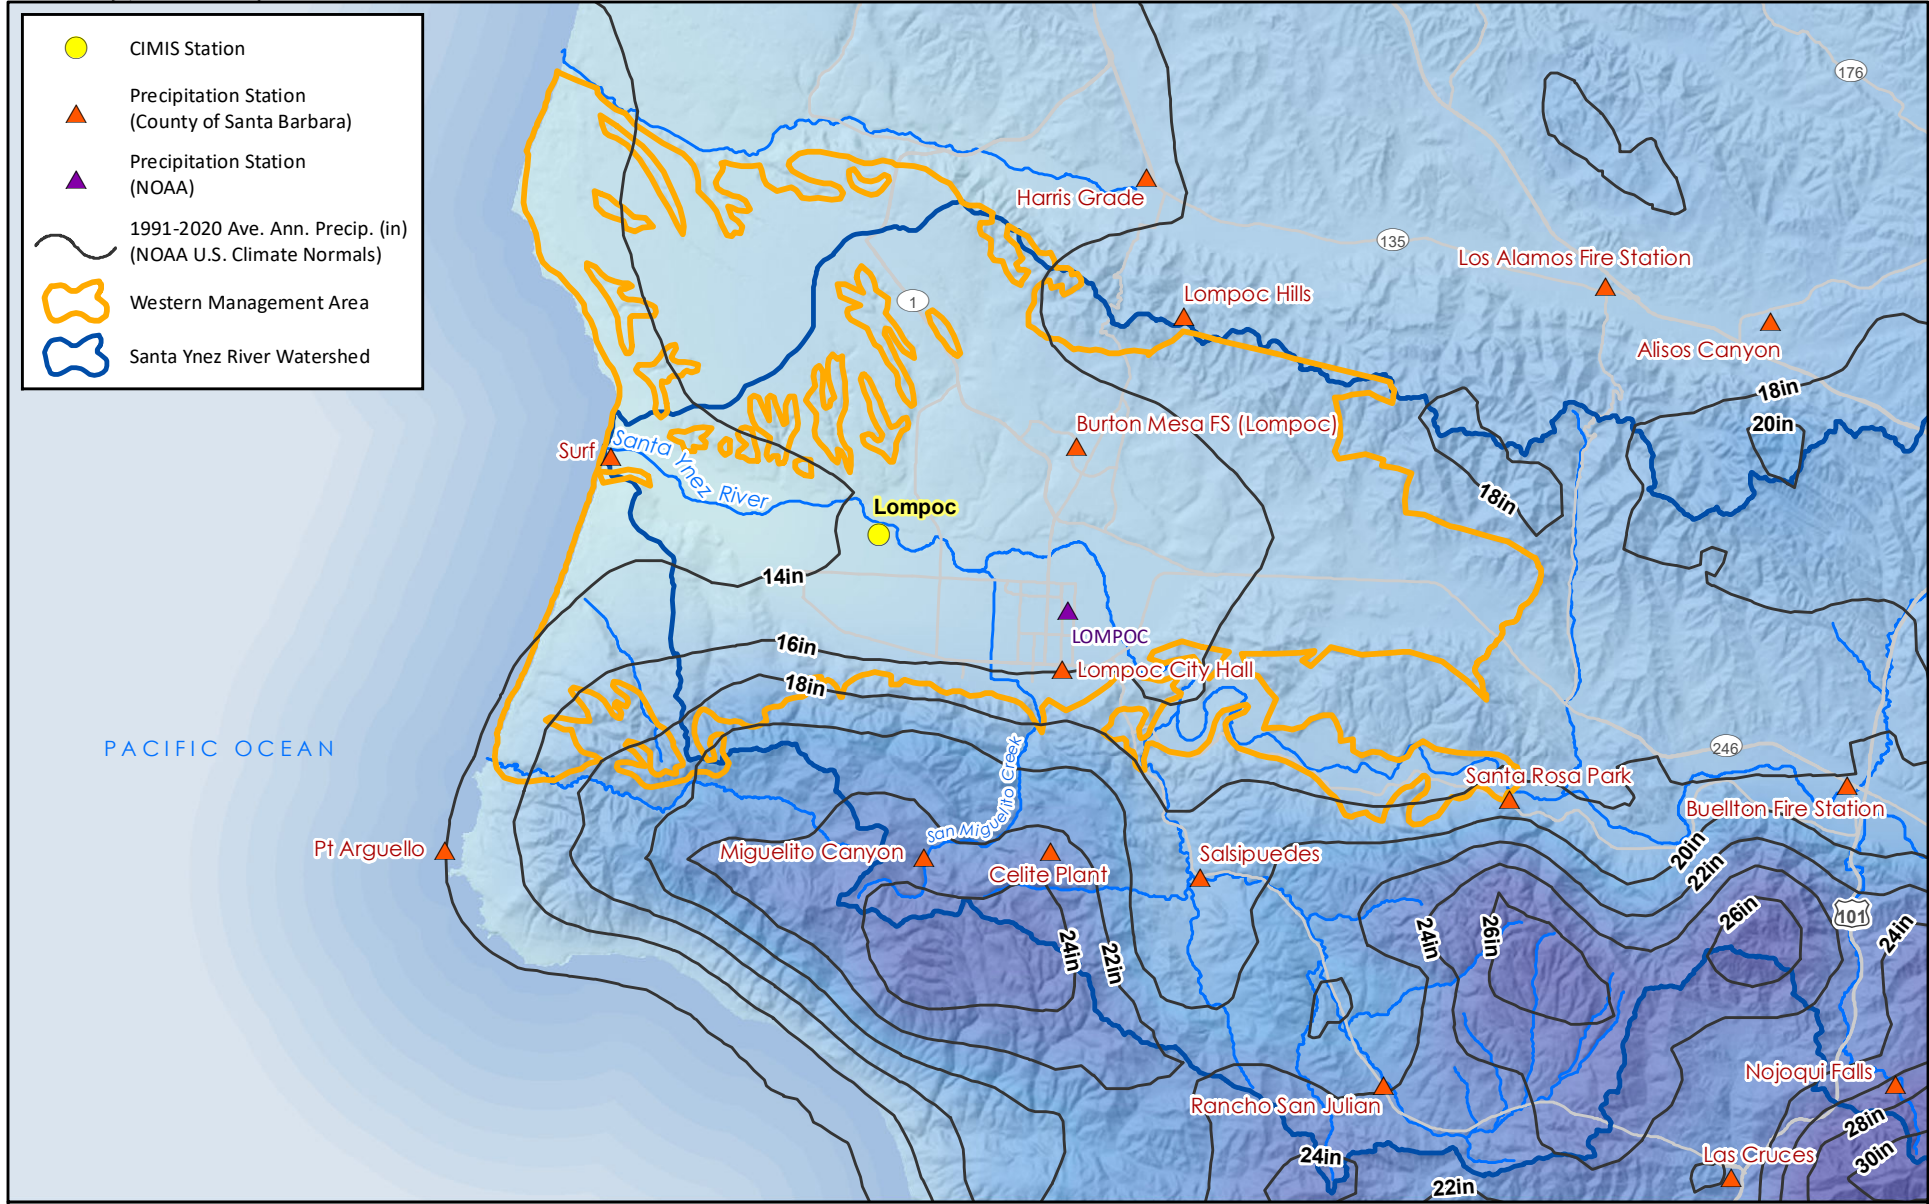 CIMIS Station
Precipitation Station
(County of Santa Barbara)
Precipitation Station
(NOAA)
1991-2020 Ave. Ann. Precip. (in)
(NOAA U.S. Climate Normals)
Western Management Area
Santa Ynez River Watershed
176
Harris Grade
135
Los Alamos Fire Station
Lompoc Hills
1
Alisos Canyon
18in
20in
Burton Mesa FS (Lompoc)
Surf
Santa Ynez River
18in
Lompoc
14in
LOMPOC
16in
Lompoc City Hall
18in
PACIFIC OCEAN
246
Santa Rosa Park
Buellton Fire Station
San Miguelito Creek
Pt Arguello
Miguelito Canyon
Celite Plant
Salsipuedes
20in
22in
24in
22in
24in
26in
26in
101
24in
Nojoqui Falls
Rancho San Julian
28in
24in
Las Cruces
30in
22in